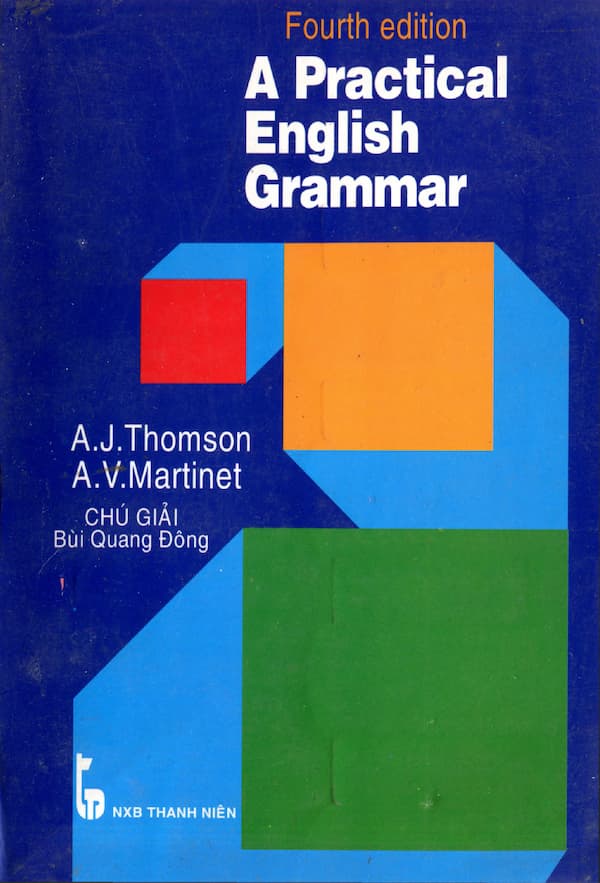 Fourth edition
A Practical
English
Grammar
A.J.Thomson
A.V.Martinet
CHÚ GIẢI
Bùi Quang Đông
NXB THANH NIÊN